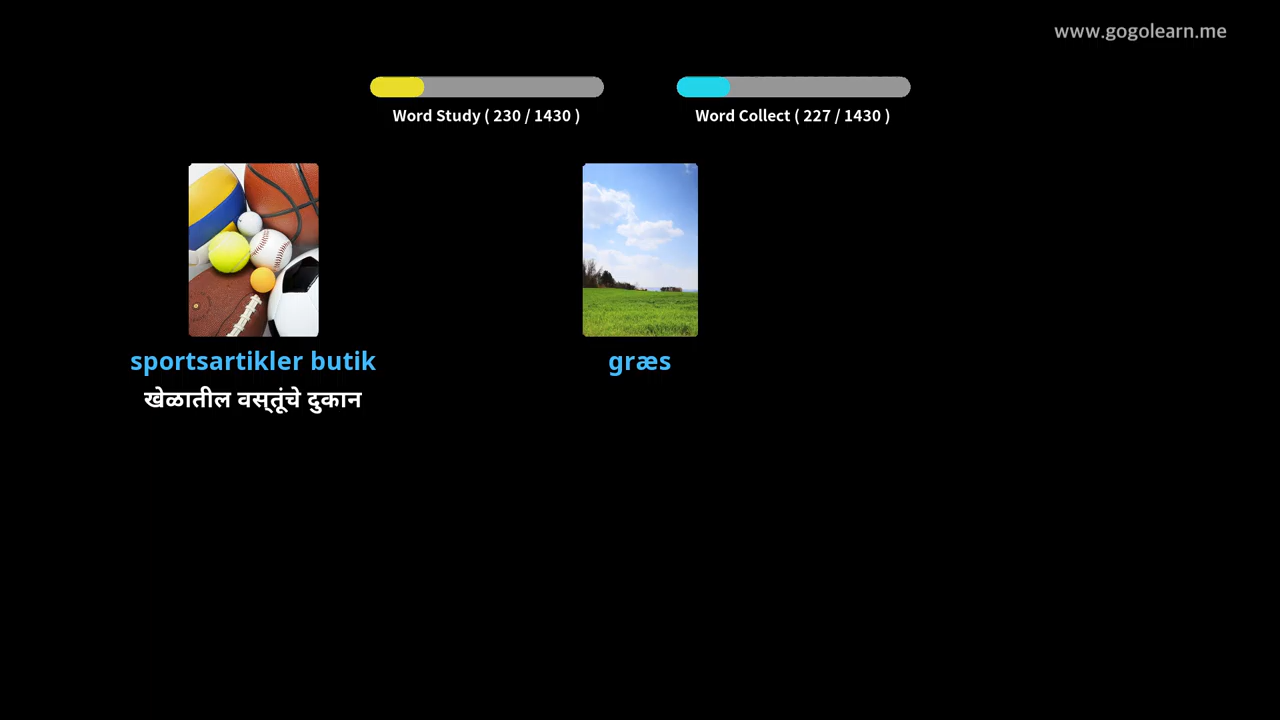 www.gogolearn.me
Word Study ( 230 / 1430 )
Word Collect ( 227 / 1430 )
sportsartikler butik
græs
खेळातील वस्तूंचे दुकान